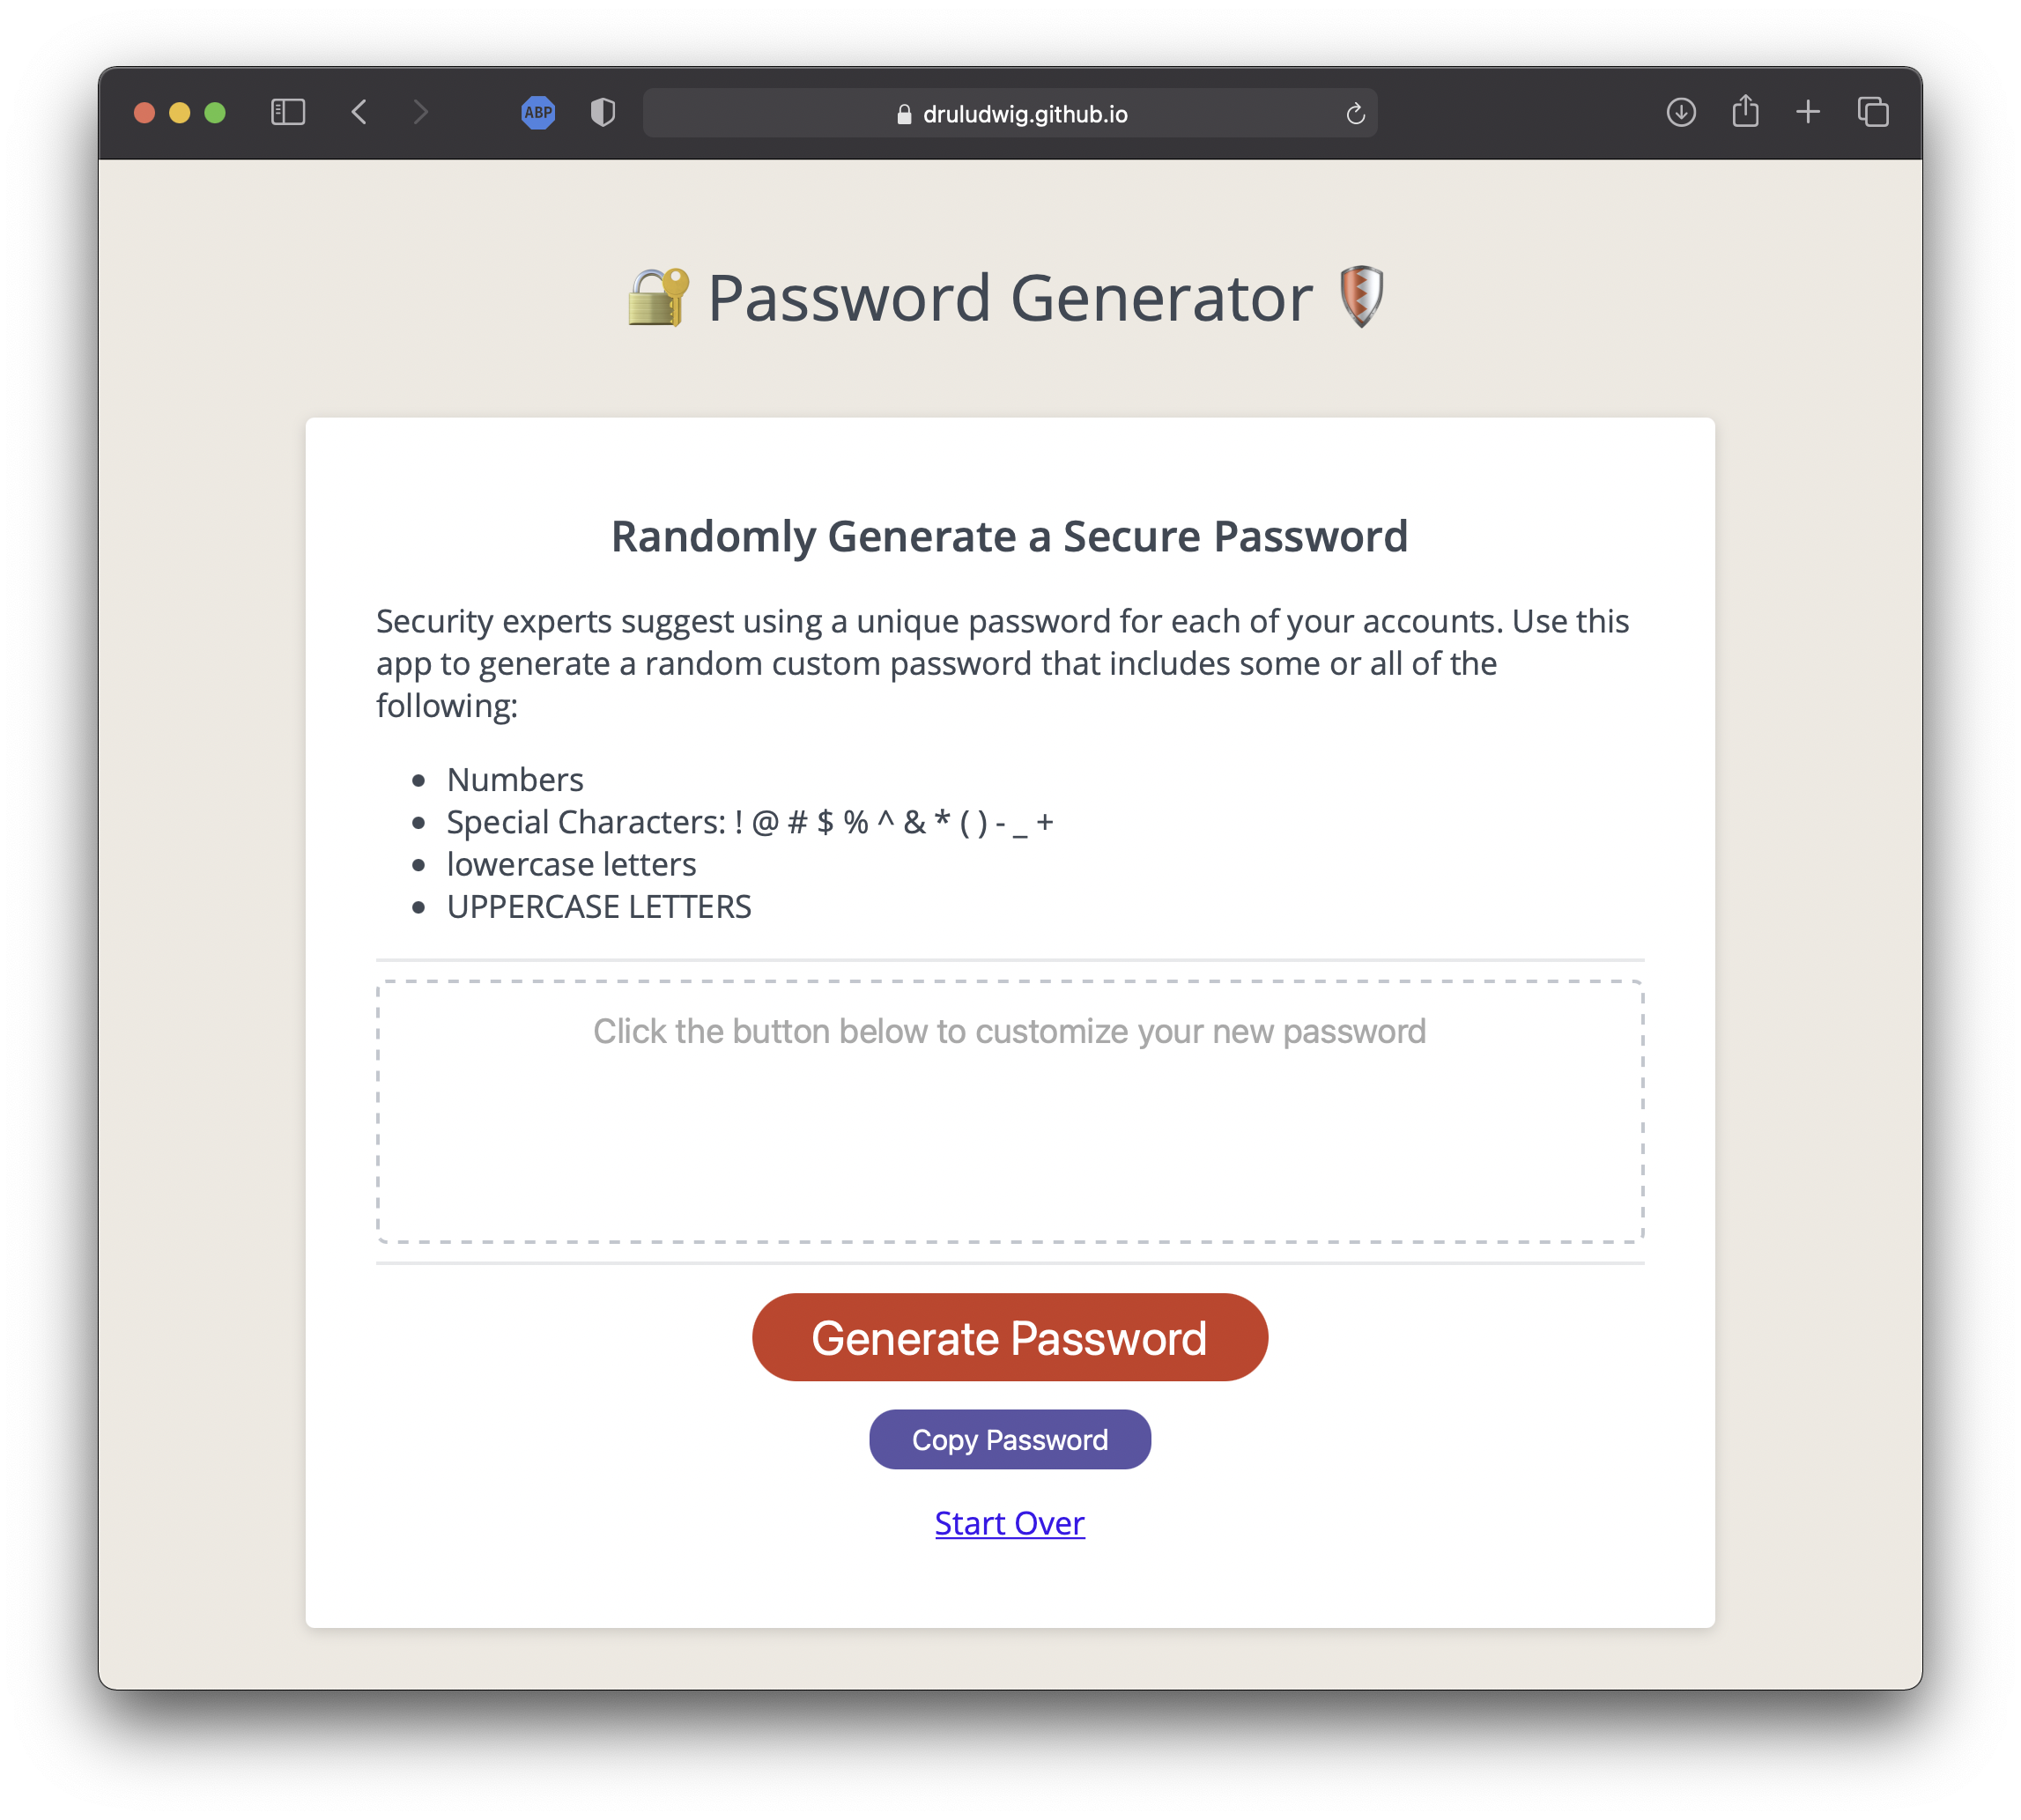 ABP
druludwig.github.io
🔐 Password Generator 🛡
Randomly Generate a Secure Password
Security experts suggest using a unique password for each of your accounts. Use this
app to generate a random custom password that includes some or all of the
following:
• Numbers
• Special Characters: ! @ # $ % ^ & * ( ) - _ +
• lowercase letters
• UPPERCASE LETTERS
Click the button below to customize your new password
Generate Password
Copy Password
Start Over